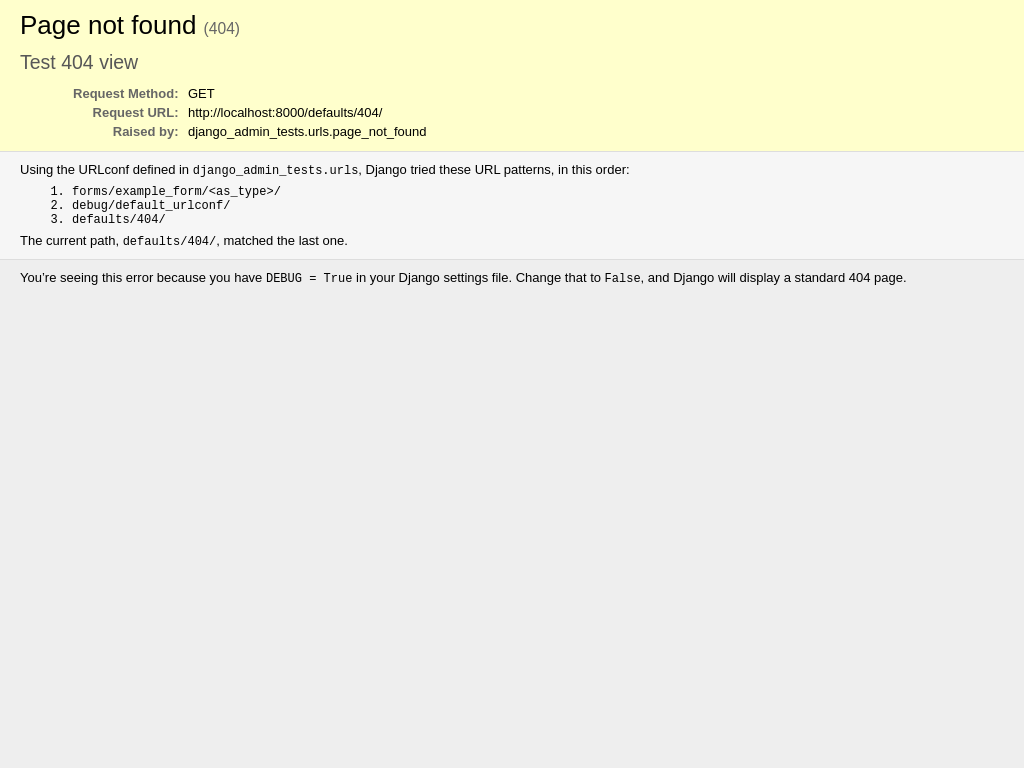 Page not found (404)
Test 404 view
Request Method: GET
Request URL: http://localhost:8000/defaults/404/
Raised by: django_admin_tests.urls.page_not_found
Using the URLconf defined in django_admin_tests.urls, Django tried these URL patterns, in this order:
1. forms/example_form/<as_type>/
2. debug/default_urlconf/
3. defaults/404/
The current path, defaults/404/, matched the last one.
You’re seeing this error because you have DEBUG = True in your Django settings file. Change that to False, and Django will display a standard 404 page.